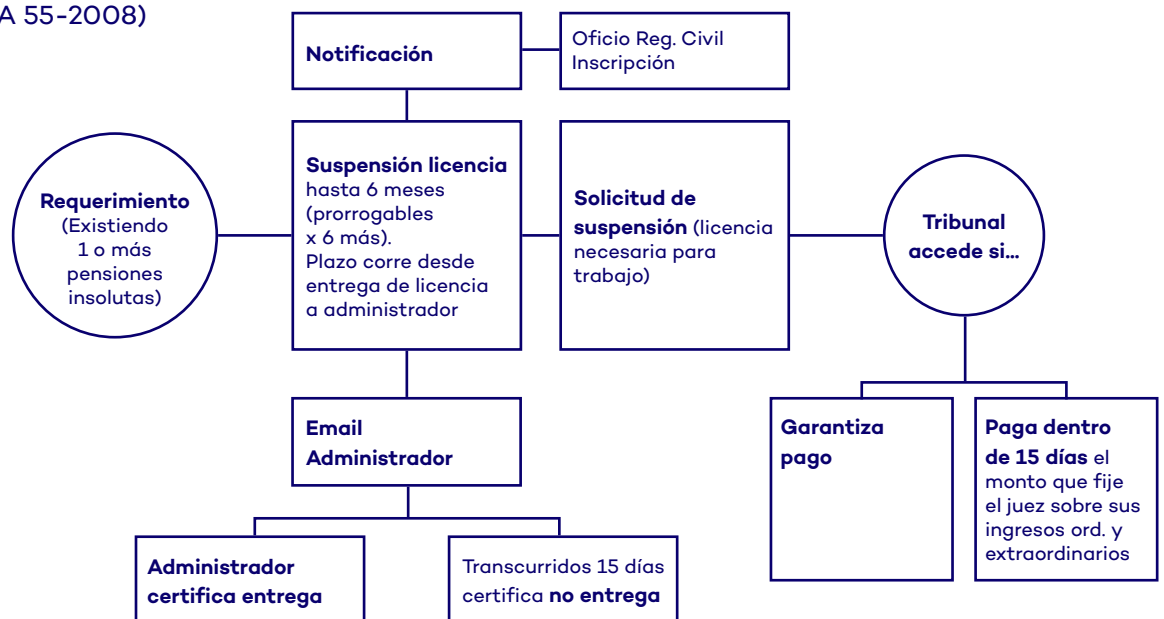 A 55-2008)
Notificación
Oficio Reg. Civil
Inscripción
Requerimiento
(Existiendo
1 o más
pensiones
insolutas)
Suspensión licencia
hasta 6 meses
(prorrogables
x 6 más).
Plazo corre desde
entrega de licencia
a administrador
Solicitud de
suspensión (licencia
necesaria para
trabajo)
Tribunal
accede si...
Email
Administrador
Garantiza
pago
Paga dentro
de 15 días el
monto que fije
el juez sobre sus
ingresos ord. y
extraordinarios
Administrador
certifica entrega
Transcurridos 15 días
certifica no entrega